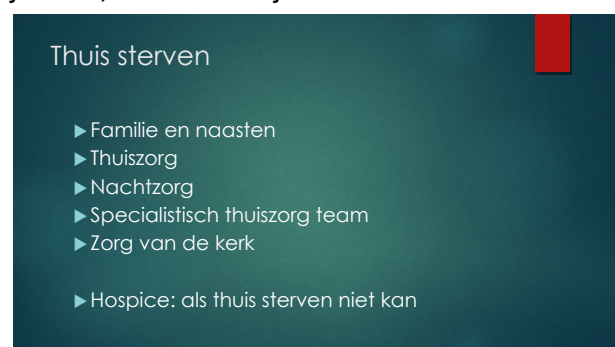 Thuis sterven
Familie en naasten
Thuiszorg
Nachtzorg
Specialistisch thuiszorg team
Zorg van de kerk
Hospice: als thuis sterven niet kan